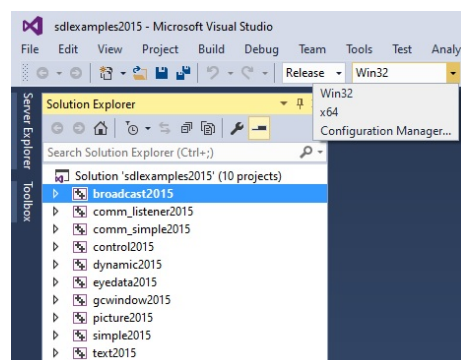 sdlexamples2015 - Microsoft Visual Studio
File Edit View Project Build Debug Team Tools Test Analy
Release Win32
Win32
x64
Configuration Manager...
Server Explorer
Toolbox
Solution Explorer
Search Solution Explorer (Ctrl+;)
Solution 'sdlexamples2015' (10 projects)
broadcast2015
comm_listener2015
comm_simple2015
control2015
dynamic2015
eyedata2015
gcwindow2015
picture2015
simple2015
text2015